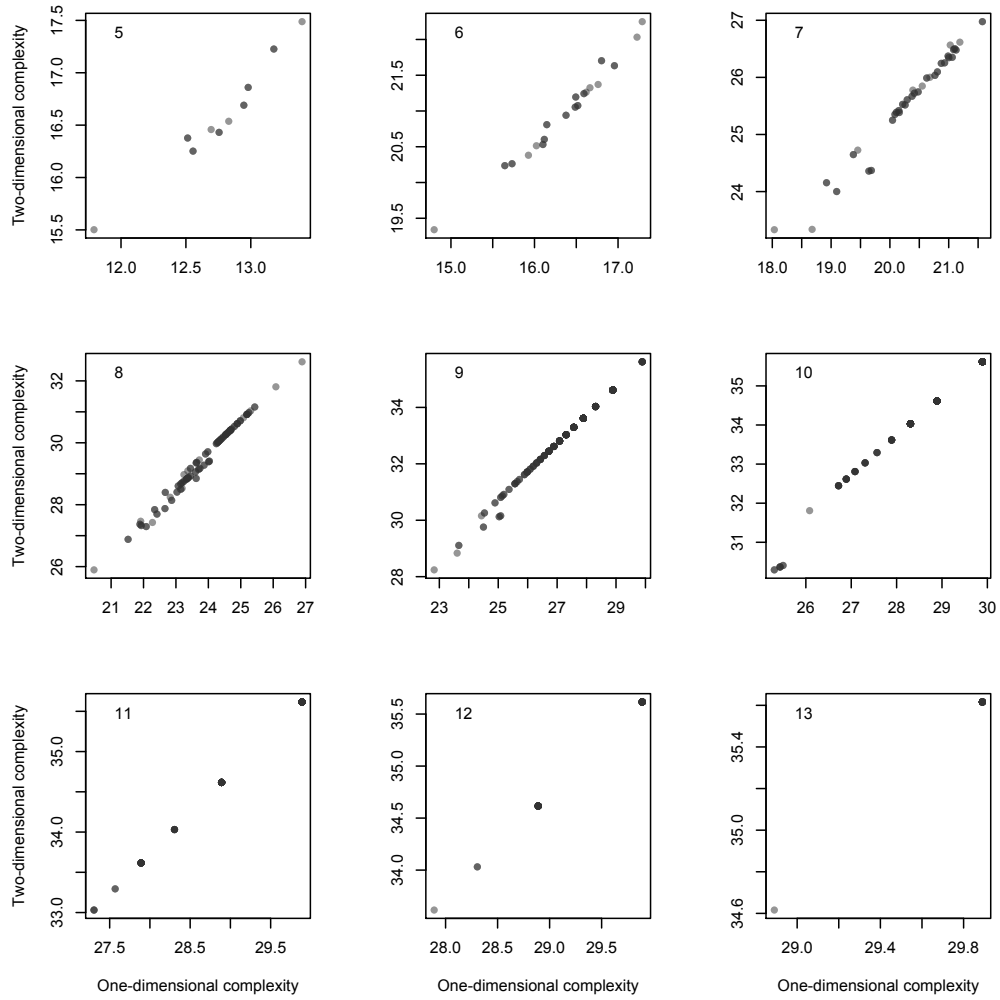 5
Two-dimensional complexity
17.5
17.0
16.5
16.0
15.5
12.0 12.5 13.0
6
21.5
20.5
19.5
15.0 16.0 17.0
7
27
26
25
24
18.0 19.0 20.0 21.0
8
Two-dimensional complexity
32
30
28
26
21 22 23 24 25 26 27
9
34
32
30
28
23 25 27 29
10
35
34
33
32
31
26 27 28 29 30
11
Two-dimensional complexity
35.0
34.0
33.0
27.5 28.5 29.5
One-dimensional complexity
12
35.5
35.0
34.5
34.0
28.0 28.5 29.0 29.5
One-dimensional complexity
13
35.4
35.0
34.6
29.0 29.4 29.8
One-dimensional complexity